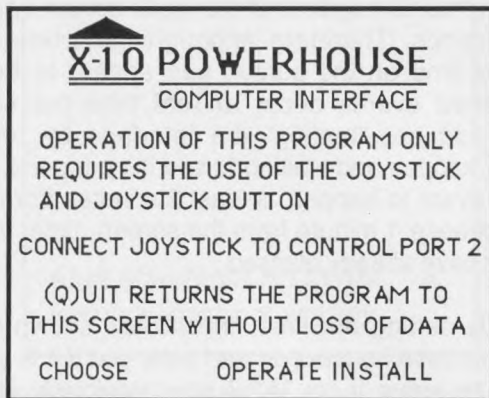 X-10 POWERHOUSE
COMPUTER INTERFACE
OPERATION OF THIS PROGRAM ONLY
REQUIRES THE USE OF THE JOYSTICK
AND JOYSTICK BUTTON
CONNECT JOYSTICK TO CONTROL PORT 2
(Q)UIT RETURNS THE PROGRAM TO
THIS SCREEN WITHOUT LOSS OF DATA
CHOOSE OPERATE INSTALL